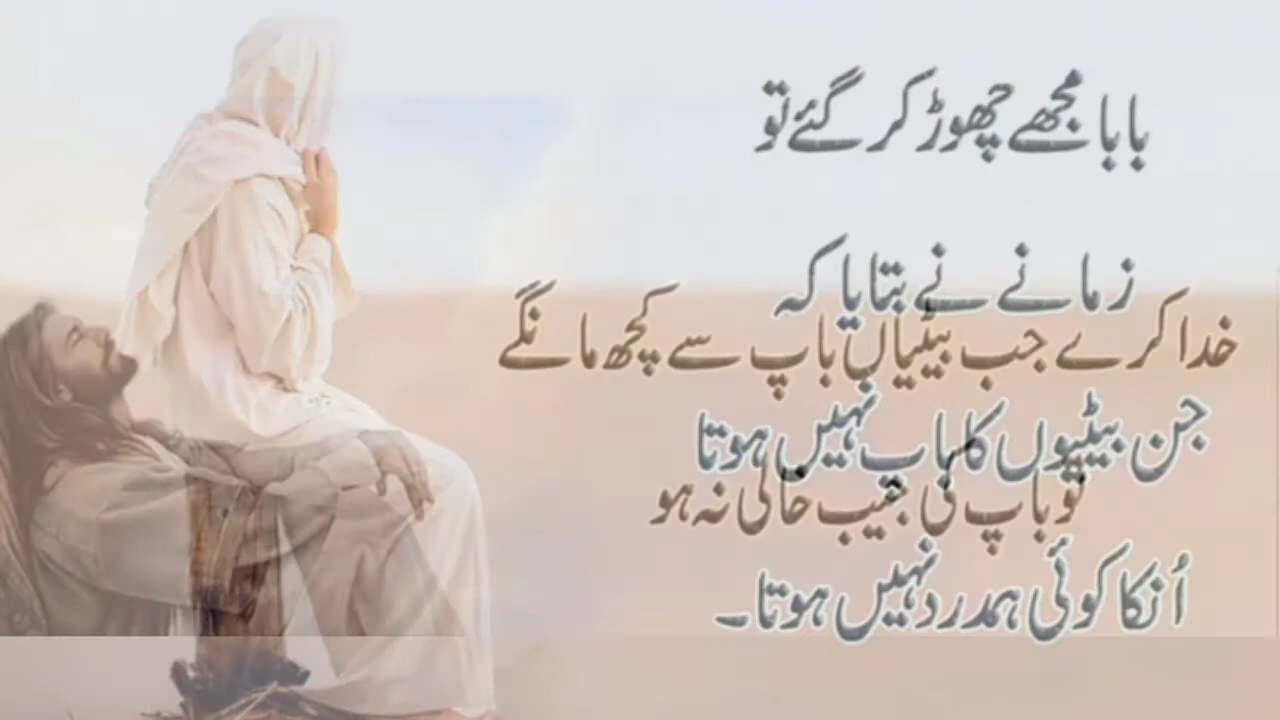 بابا مجھے چھوڑ کر گئے تو
زمانے نے بتایا کہ
خدا کرے جب بیٹیاں باپ سے کچھ مانگے
جن بیٹیوں کا باپ نہیں ہوتا
تو باپ کی جیب خالی نہ ہو
اُنکا کوئی ہمدرد نہیں ہوتا۔